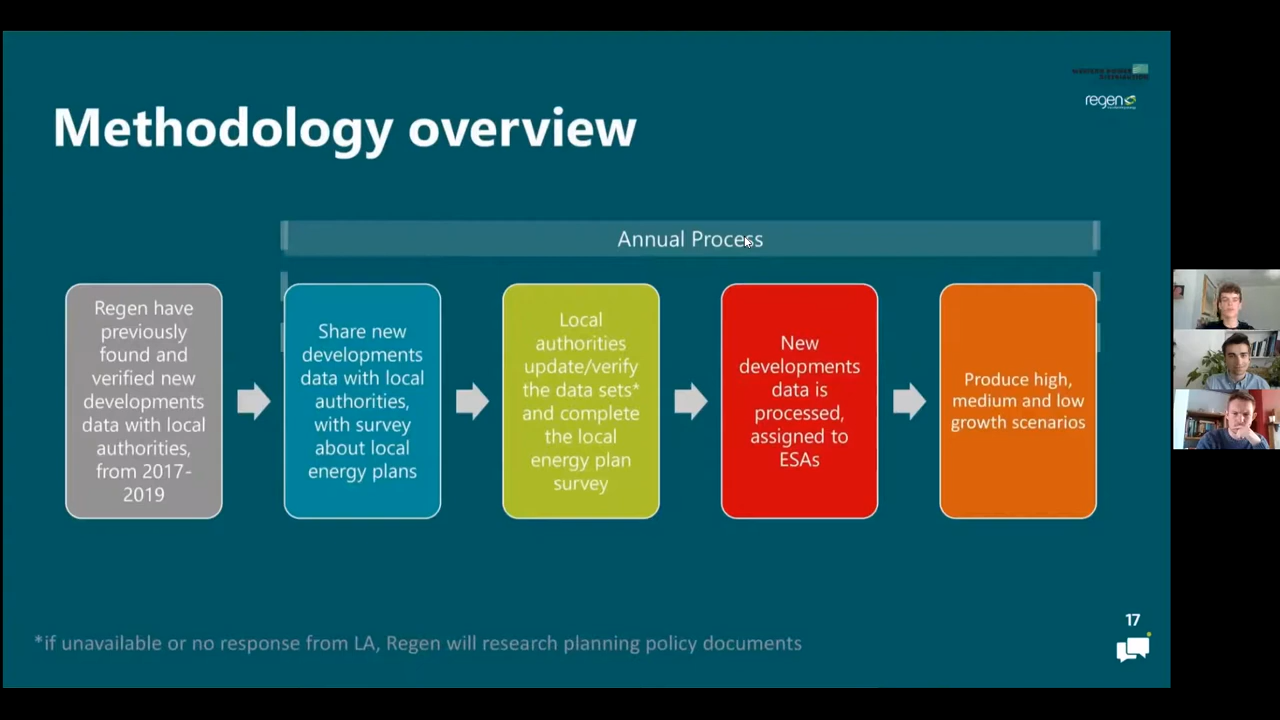 WESTERN POWER
DISTRIBUTION
regen
Methodology overview
Annual Process
Regen have
previously
found and
verified new
developments
data with local
authorities,
from 2017-
2019
Share new
developments
data with local
authorities,
with survey
about local
energy plans
Local
authorities
update/verify
the data sets*
and complete
the local
energy plan
survey
New
developments
data is
processed,
assigned to
ESAs
Produce high,
medium and low
growth scenarios
17
*if unavailable or no response from LA, Regen will research planning policy documents